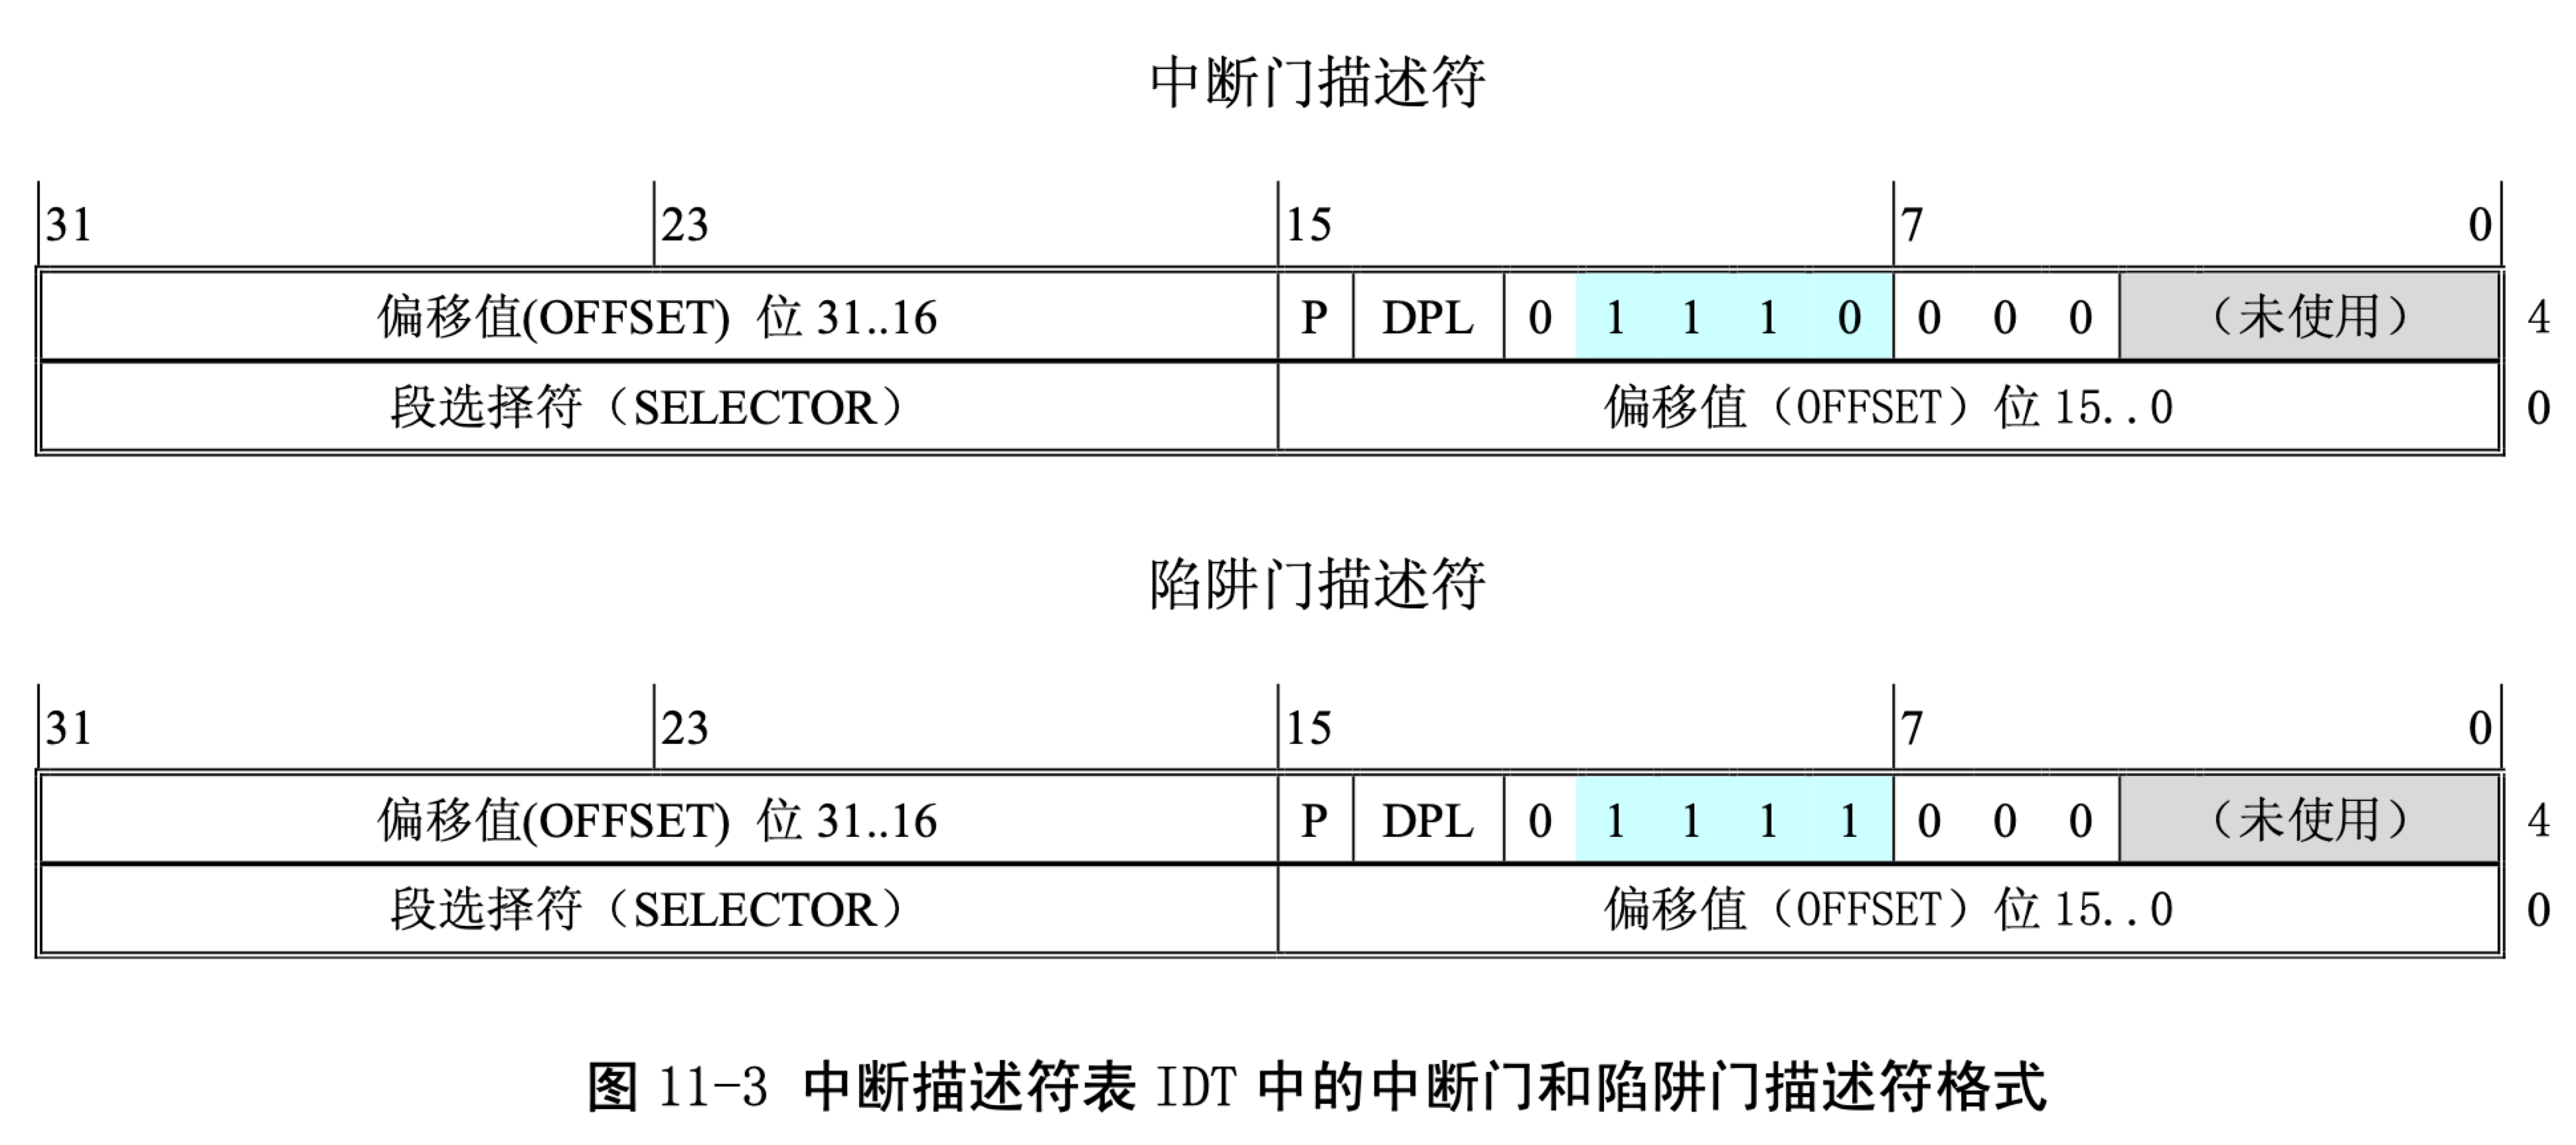 中断门描述符
31 23 15 7 0
偏移值(OFFSET) 位 31..16 P DPL 0 1 1 1 0 0 0 0 （未使用） 4
段选择符（SELECTOR） 偏移值（OFFSET）位 15..0 0
陷阱门描述符
31 23 15 7 0
偏移值(OFFSET) 位 31..16 P DPL 0 1 1 1 1 0 0 0 （未使用） 4
段选择符（SELECTOR） 偏移值（OFFSET）位 15..0 0
图 11-3 中断描述符表 IDT 中的中断门和陷阱门描述符格式